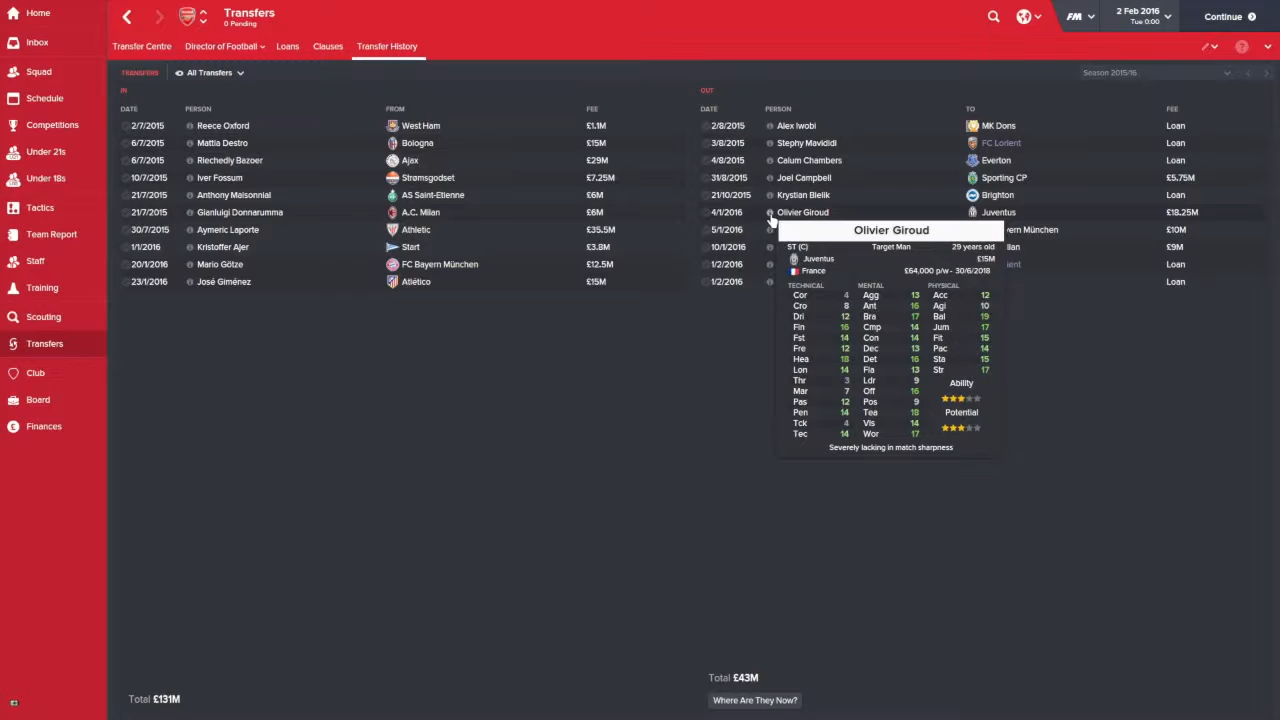 Home
Inbox
Squad
Schedule
Competitions
Under 21s
Under 18s
Tactics
Team Report
Staff
Training
Scouting
Transfers
Club
Board
Finances
Transfers
0 Pending
FM
2 Feb 2016
Tue 0:00
Continue
Transfer Centre Director of Football Loans Clauses Transfer History
TRANSFERS All Transfers Season 2015/16
IN
DATE PERSON FROM FEE
2/7/2015 Reece Oxford West Ham £1.1M
6/7/2015 Mattia Destro Bologna £15M
6/7/2015 Riechedly Bazoer Ajax £29M
10/7/2015 Iver Fossum Strømsgodset £7.25M
21/7/2015 Anthony Maisonnial AS Saint-Etienne £6M
21/7/2015 Gianluigi Donnarumma A.C. Milan £6M
30/7/2015 Aymeric Laporte Athletic £35.5M
1/1/2016 Kristoffer Ajer Start £3.8M
20/1/2016 Mario Götze FC Bayern München £12.5M
23/1/2016 José Giménez Atlético £15M
Total £131M
OUT
DATE PERSON TO FEE
2/8/2015 Alex Iwobi MK Dons Loan
3/8/2015 Stephy Mavididi FC Lorient Loan
4/8/2015 Calum Chambers Everton Loan
31/8/2015 Joel Campbell Sporting CP £5.75M
21/10/2015 Krystian Bielik Brighton Loan
4/1/2016 Olivier Giroud Juventus £18.25M
5/1/2016 ern München £10M
10/1/2016 lan £9M
1/2/2016 ient Loan
1/2/2016 Loan
Olivier Giroud
ST (C) Target Man 29 years old
Juventus £15M
France £64,000 p/w - 30/6/2018
TECHNICAL MENTAL PHYSICAL
Cor 4 Agg 13 Acc 12
Cro 8 Ant 16 Agi 10
Dri 12 Bra 17 Bal 19
Fin 16 Cmp 14 Jum 17
Fst 14 Con 14 Fit 15
Fre 12 Dec 13 Pac 14
Hea 18 Det 16 Sta 15
Lon 14 Fla 13 Str 17
Thr 3 Ldr 9
Mar 7 Off 16
Pas 12 Pos 9
Pen 14 Tea 18
Tck 4 Vis 14
Tec 14 Wor 17
Ability
Potential
Severely lacking in match sharpness
Total £43M
Where Are They Now?